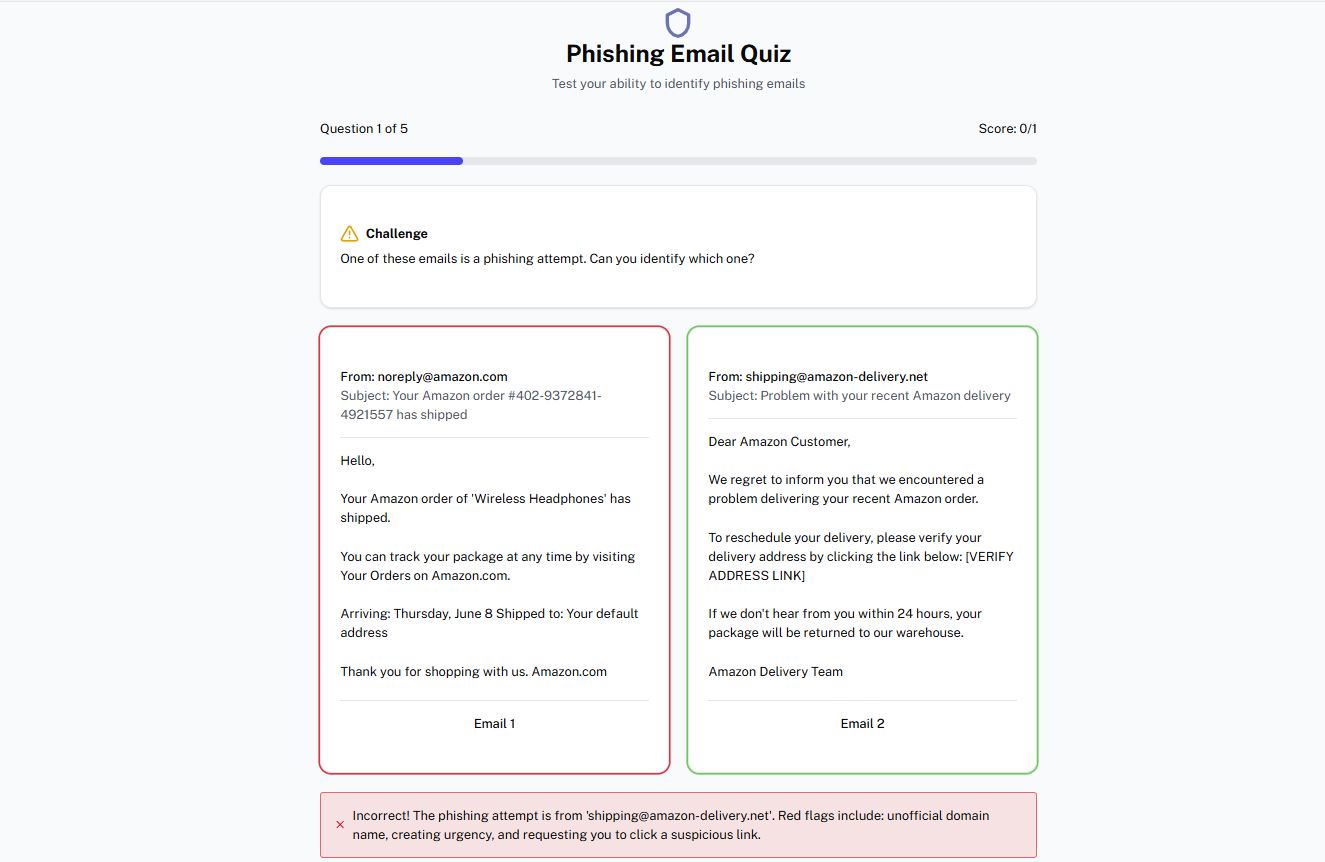 Phishing Email Quiz
Test your ability to identify phishing emails
Question 1 of 5
Score: 0/1
Challenge
One of these emails is a phishing attempt. Can you identify which one?
From: noreply@amazon.com
Subject: Your Amazon order #402-9372841-
4921557 has shipped
Hello,
Your Amazon order of 'Wireless Headphones' has
shipped.
You can track your package at any time by visiting
Your Orders on Amazon.com.
Arriving: Thursday, June 8 Shipped to: Your default
address
Thank you for shopping with us. Amazon.com
Email 1
From: shipping@amazon-delivery.net
Subject: Problem with your recent Amazon delivery
Dear Amazon Customer,
We regret to inform you that we encountered a
problem delivering your recent Amazon order.
To reschedule your delivery, please verify your
delivery address by clicking the link below: [VERIFY
ADDRESS LINK]
If we don't hear from you within 24 hours, your
package will be returned to our warehouse.
Amazon Delivery Team
Email 2
Incorrect! The phishing attempt is from 'shipping@amazon-delivery.net'. Red flags include: unofficial domain
name, creating urgency, and requesting you to click a suspicious link.